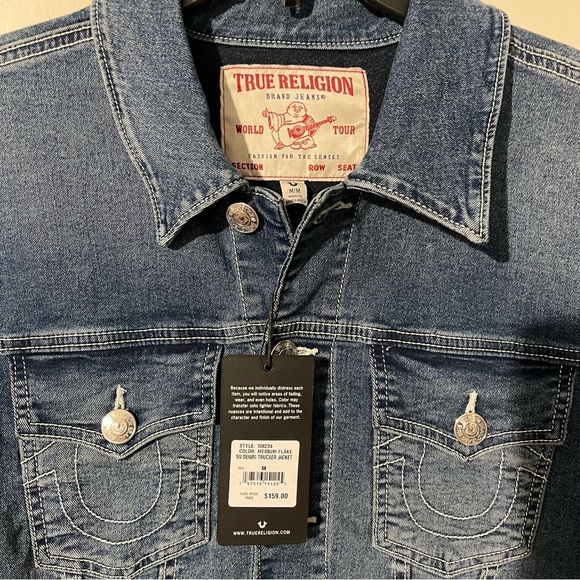 TRUE RELIGION
BRAND JEANS
WORLD TOUR
FASHION FOR THE SENSES
SECTION ROW SEAT
M/M
Because we individually distress each
item, you will notice areas of fading,
wear, and even holes. Color may
transfer onto lighter fabrics. These
nuances are intentional and add to the
character and finish of our garment.
STYLE: 108234
COLOR: MEDIUM FLAKE
SN DENIM TRUCKER JACKET
SIZE M
$159.00
WWW.TRUERELIGION.COM